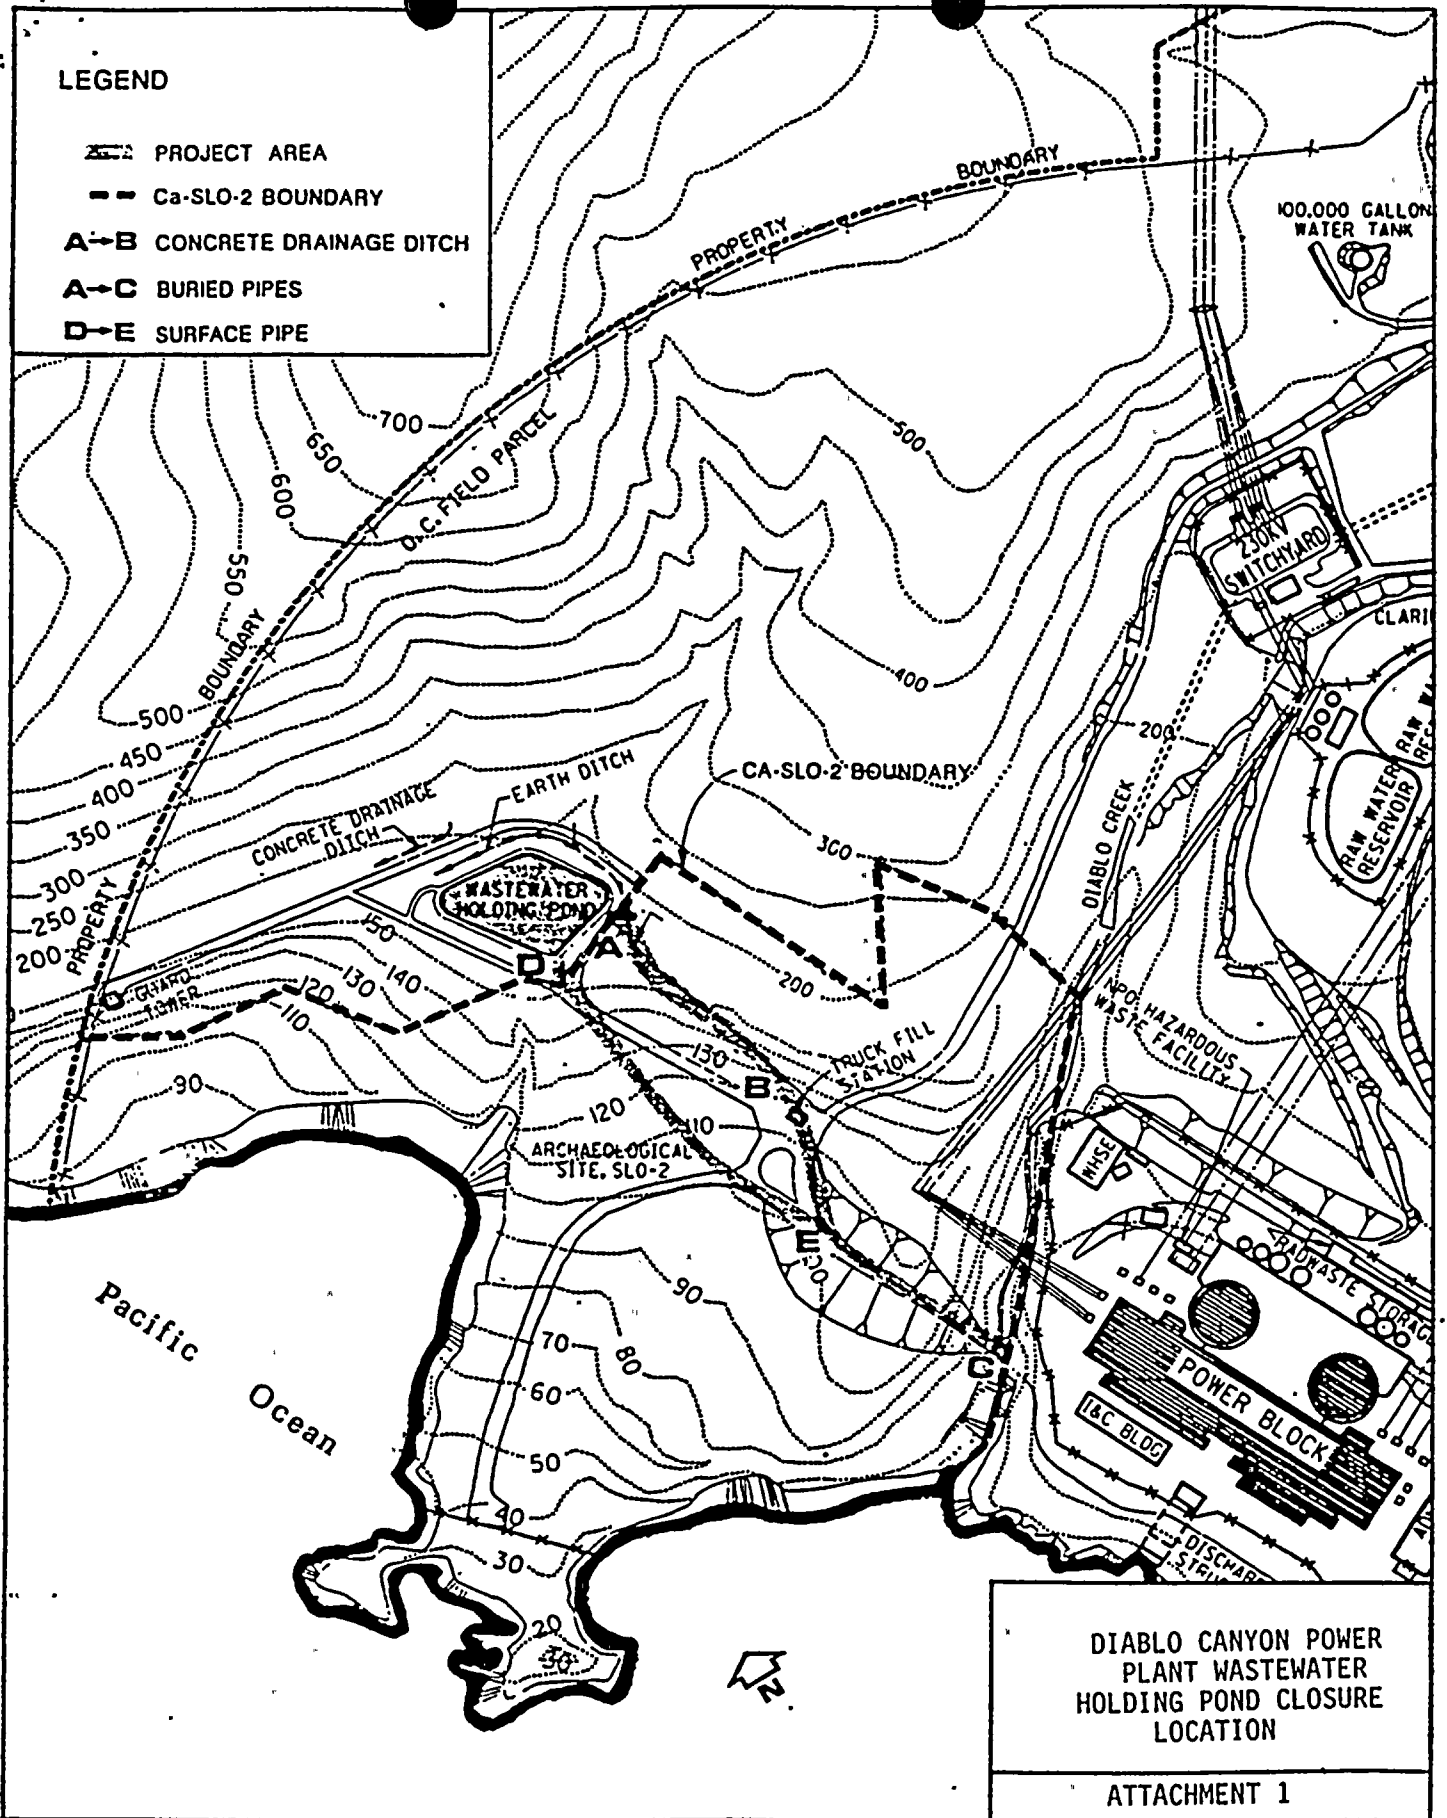 LEGEND
PROJECT AREA
Ca-SLO-2 BOUNDARY
A→B CONCRETE DRAINAGE DITCH
A→C BURIED PIPES
D→E SURFACE PIPE
BOUNDARY
PROPERTY
100,000 GALLON
WATER TANK
700
650
600
550
O.C. FIELD PARCEL
500
230KV
SWITCHYARD
BOUNDARY
400
200
500
450
400
350
300
250
200
PROPERTY
CONCRETE DRAINAGE
DITCH
EARTH DITCH
CA-SLO-2 BOUNDARY
300
DIABLO CREEK
RAW WATER
RESERVOIR
RAW WA
WASTEWATER
HOLDING POND
A
D
150
140
130
120
110
GUARD
TOWER
200
90
130
B
TRUCK FILL
STATION
120
110
HAZARDOUS
WASTE FACILITY
ARCHAEOLOGICAL
SITE, SLO-2
WHSE
E
RADWASTE STORAGE
90
80
70
60
50
40
30
20
30
C
POWER BLOCK
I&C BLDG
Pacific
Ocean
N
DIABLO CANYON POWER
PLANT WASTEWATER
HOLDING POND CLOSURE
LOCATION
ATTACHMENT 1